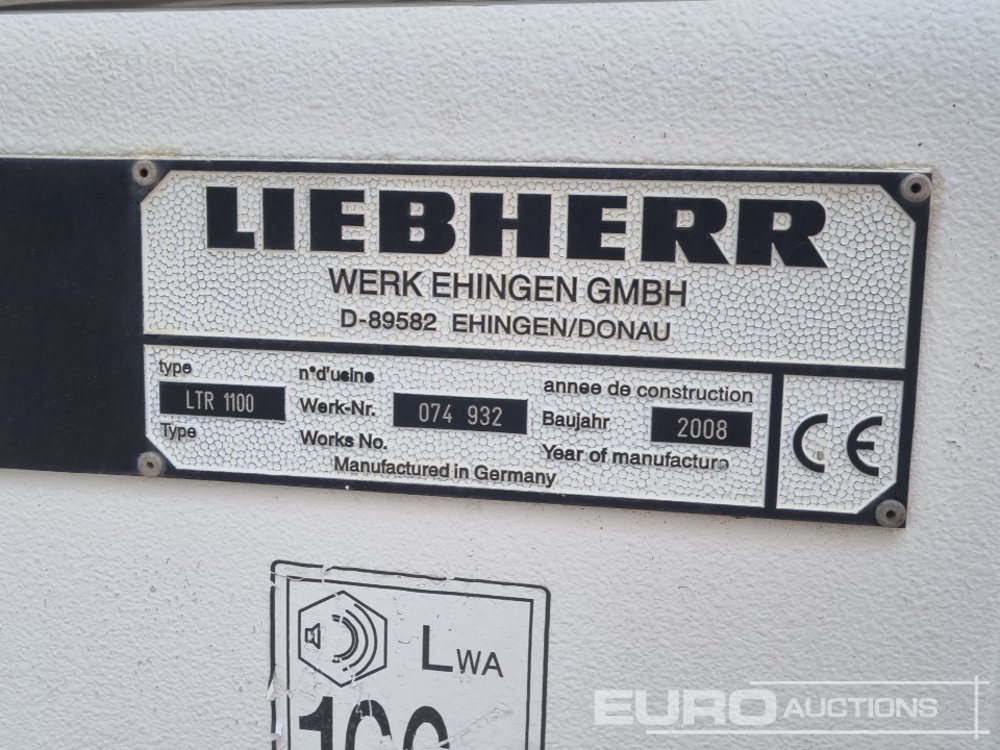 LIEBHERR
WERK EHINGEN GMBH
D-89582 EHINGEN/DONAU
type
LTR 1100
Type
n°d'usine
Werk-Nr. 074 932
Works No.
annee de construction
Baujahr 2008
Year of manufacture
Manufactured in Germany
CE
LWA
EURO AUCTIONS